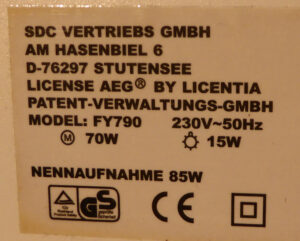 SDC VERTRIEBS GMBH
AM HASENBIEL 6
D-76297 STUTENSEE
LICENSE AEG® BY LICENTIA
PATENT-VERWALTUNGS-GMBH
MODEL: FY790 230V~50Hz
M 70W 15W
NENNAUFNAHME 85W
GS CE